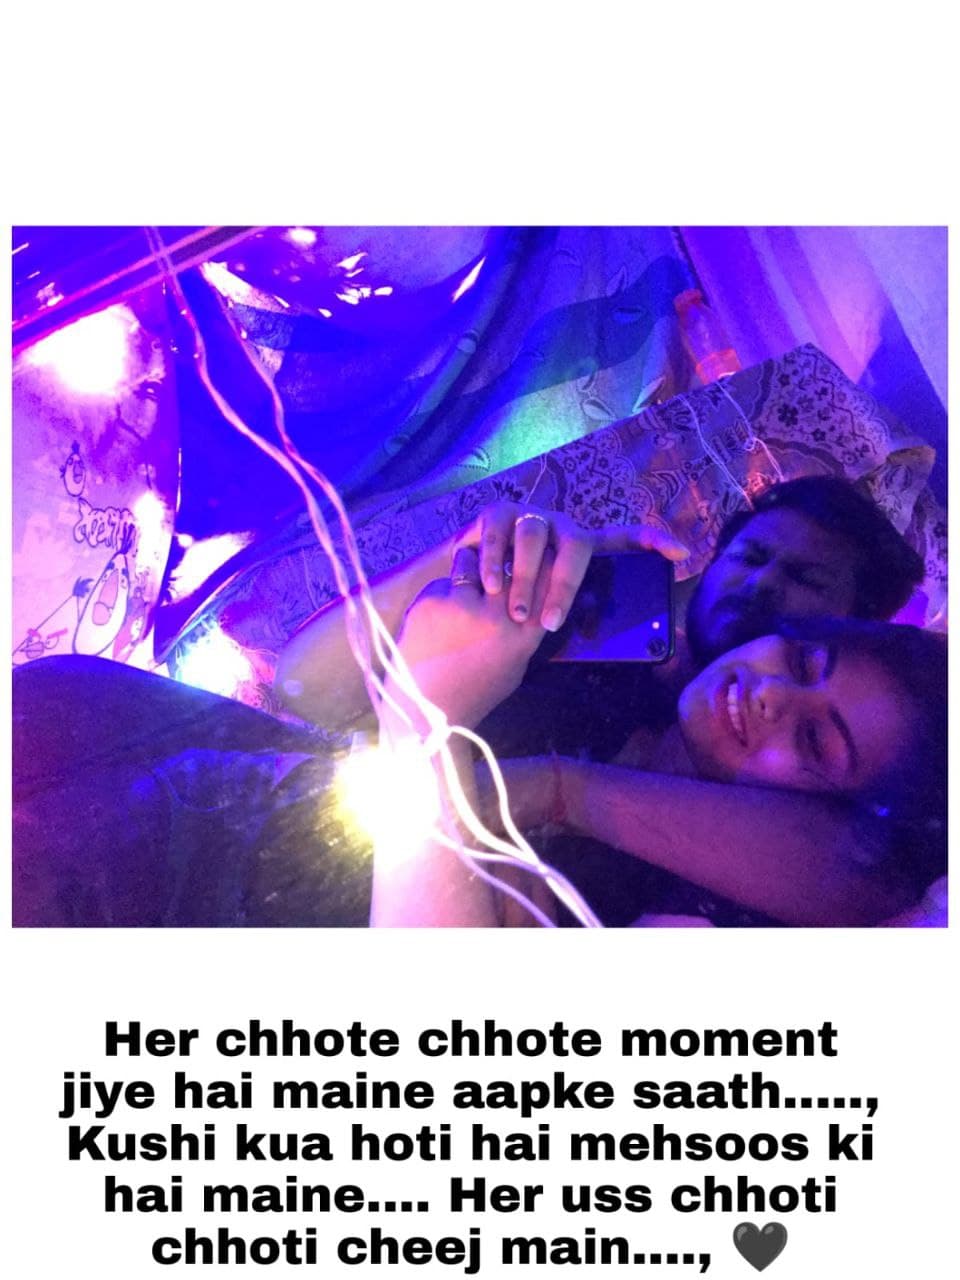 Her chhote chhote moment
jiye hai maine aapke saath.....,
Kushi kua hoti hai mehsoos ki
hai maine.... Her uss chhoti
chhoti cheej main...., 🖤